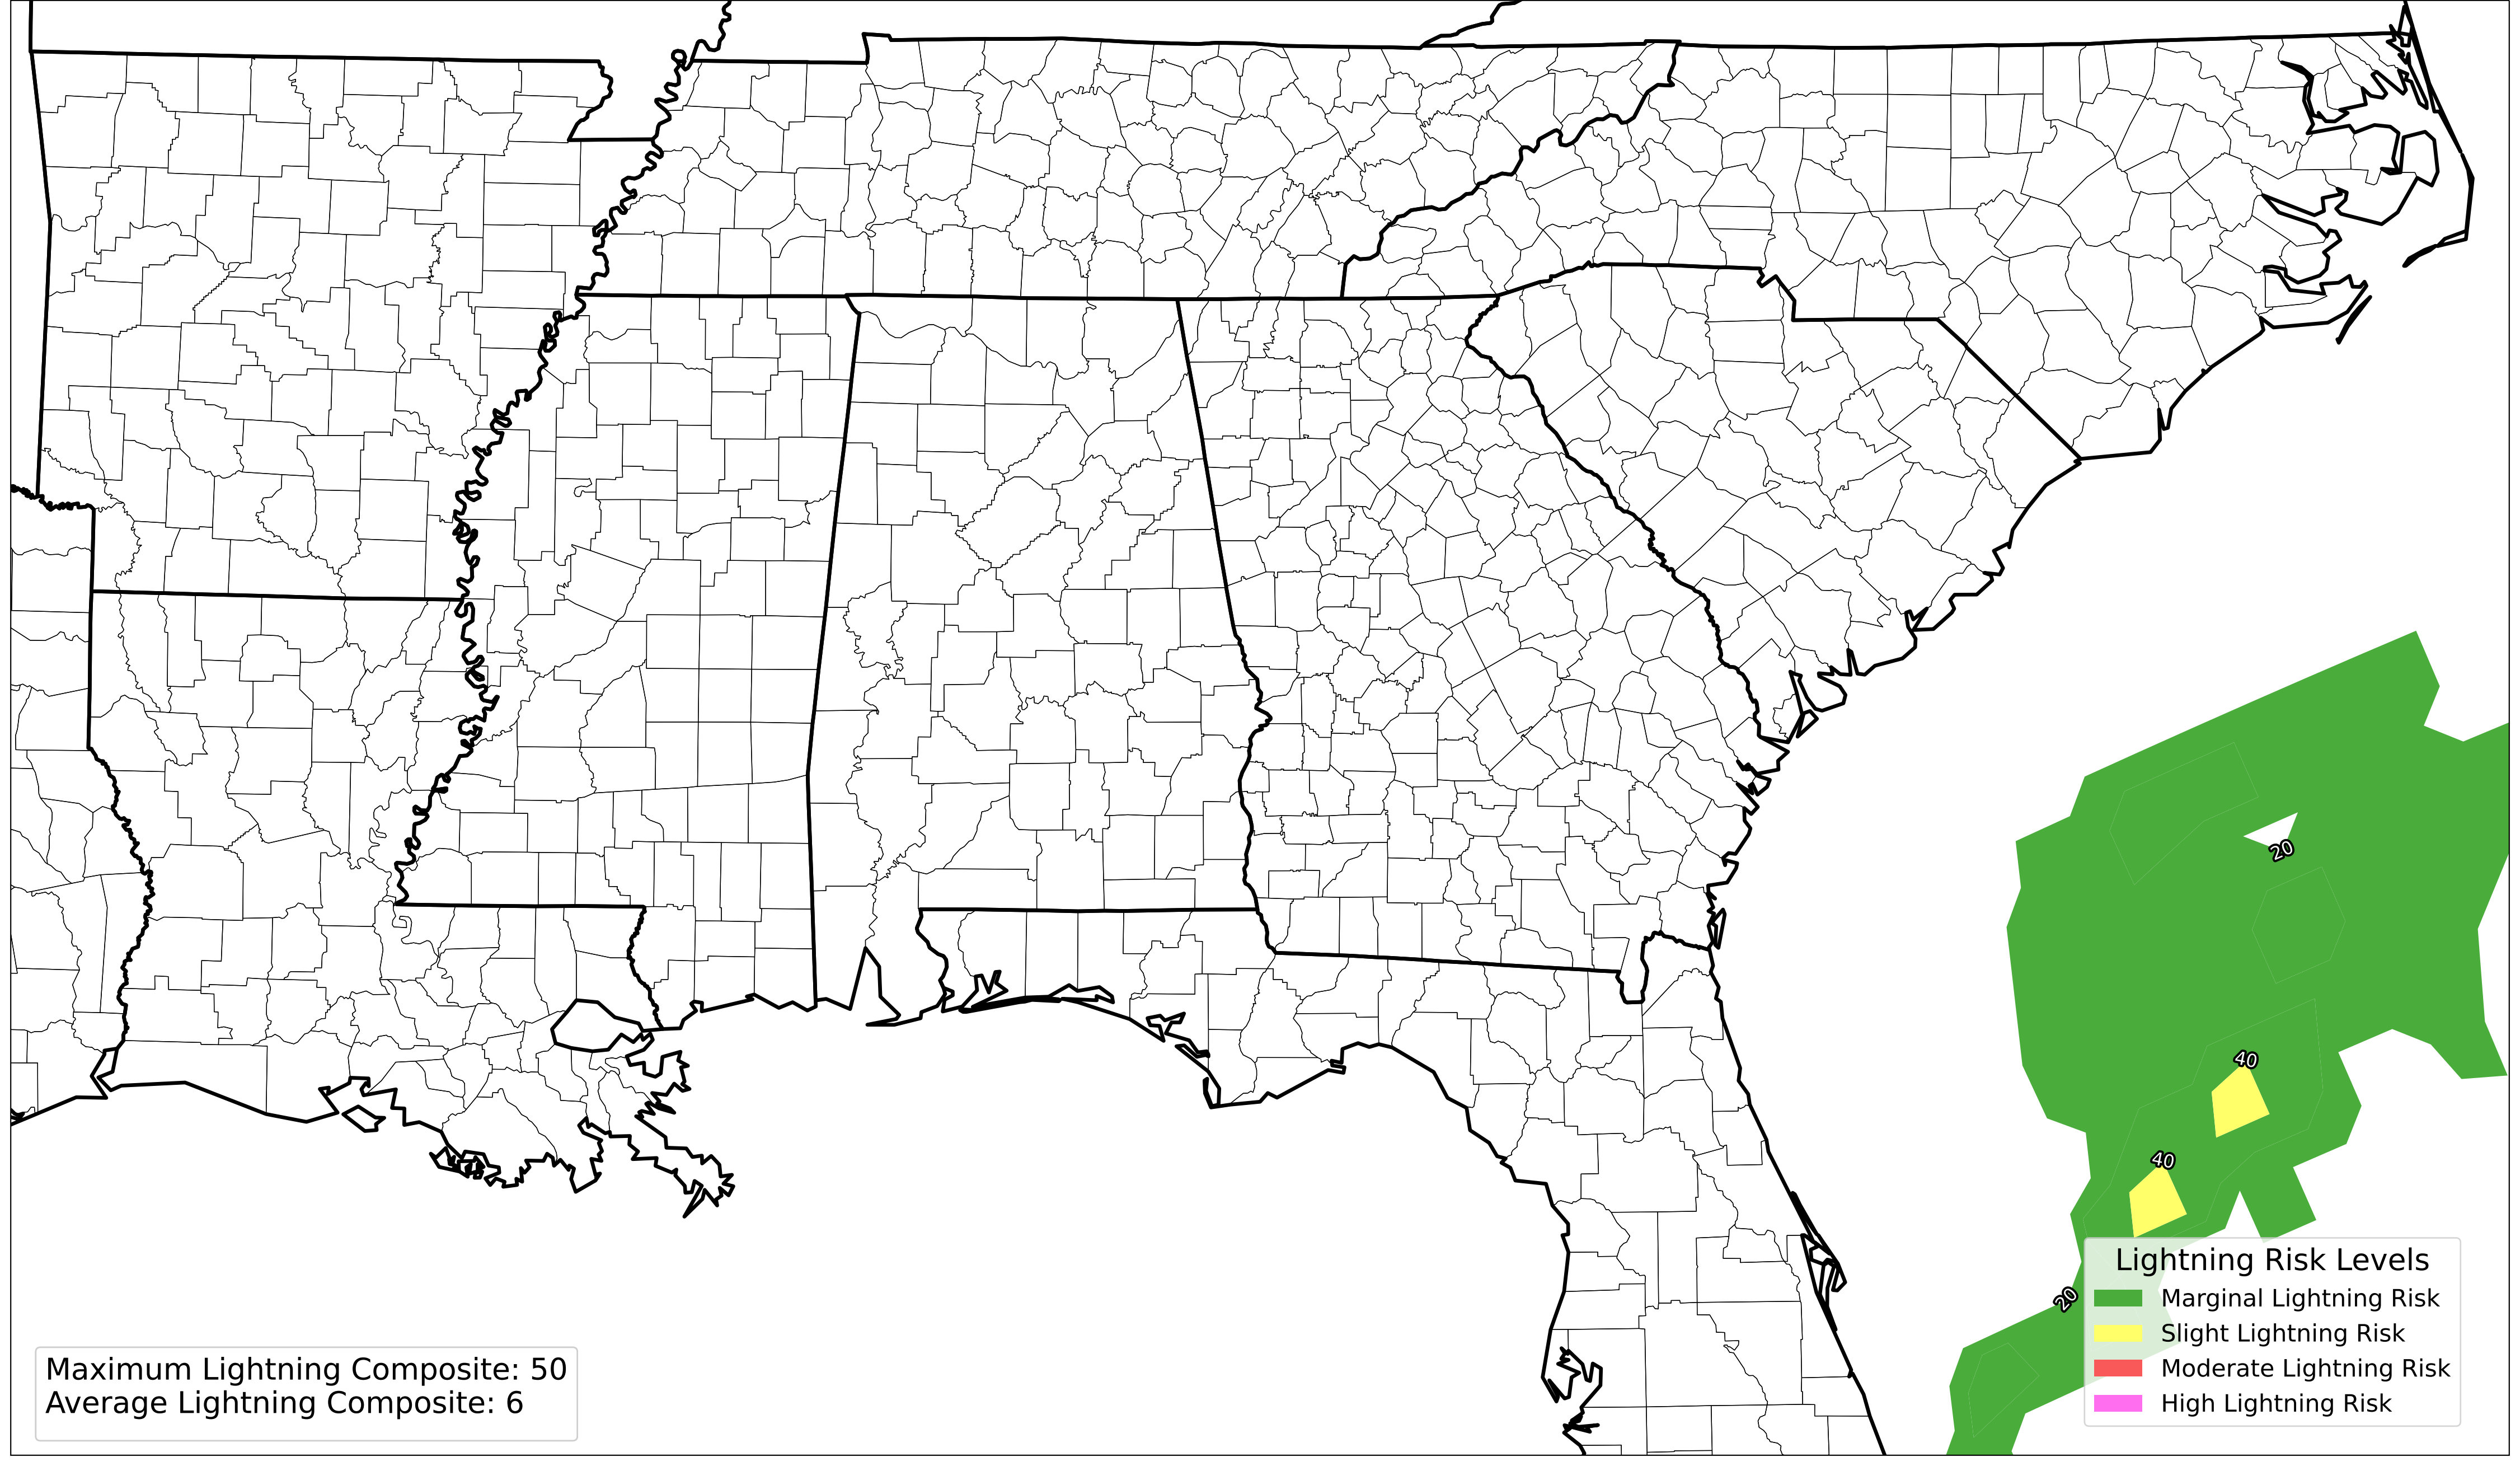 20
40
40
20
Lightning Risk Levels
Marginal Lightning Risk
Slight Lightning Risk
Moderate Lightning Risk
High Lightning Risk
Maximum Lightning Composite: 50
Average Lightning Composite: 6